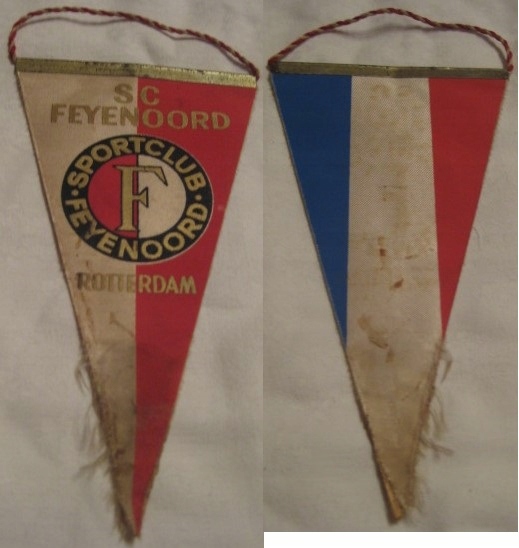 SC
FEYENOORD
SPORTCLUB
F
FEYENOORD
ROTTERDAM